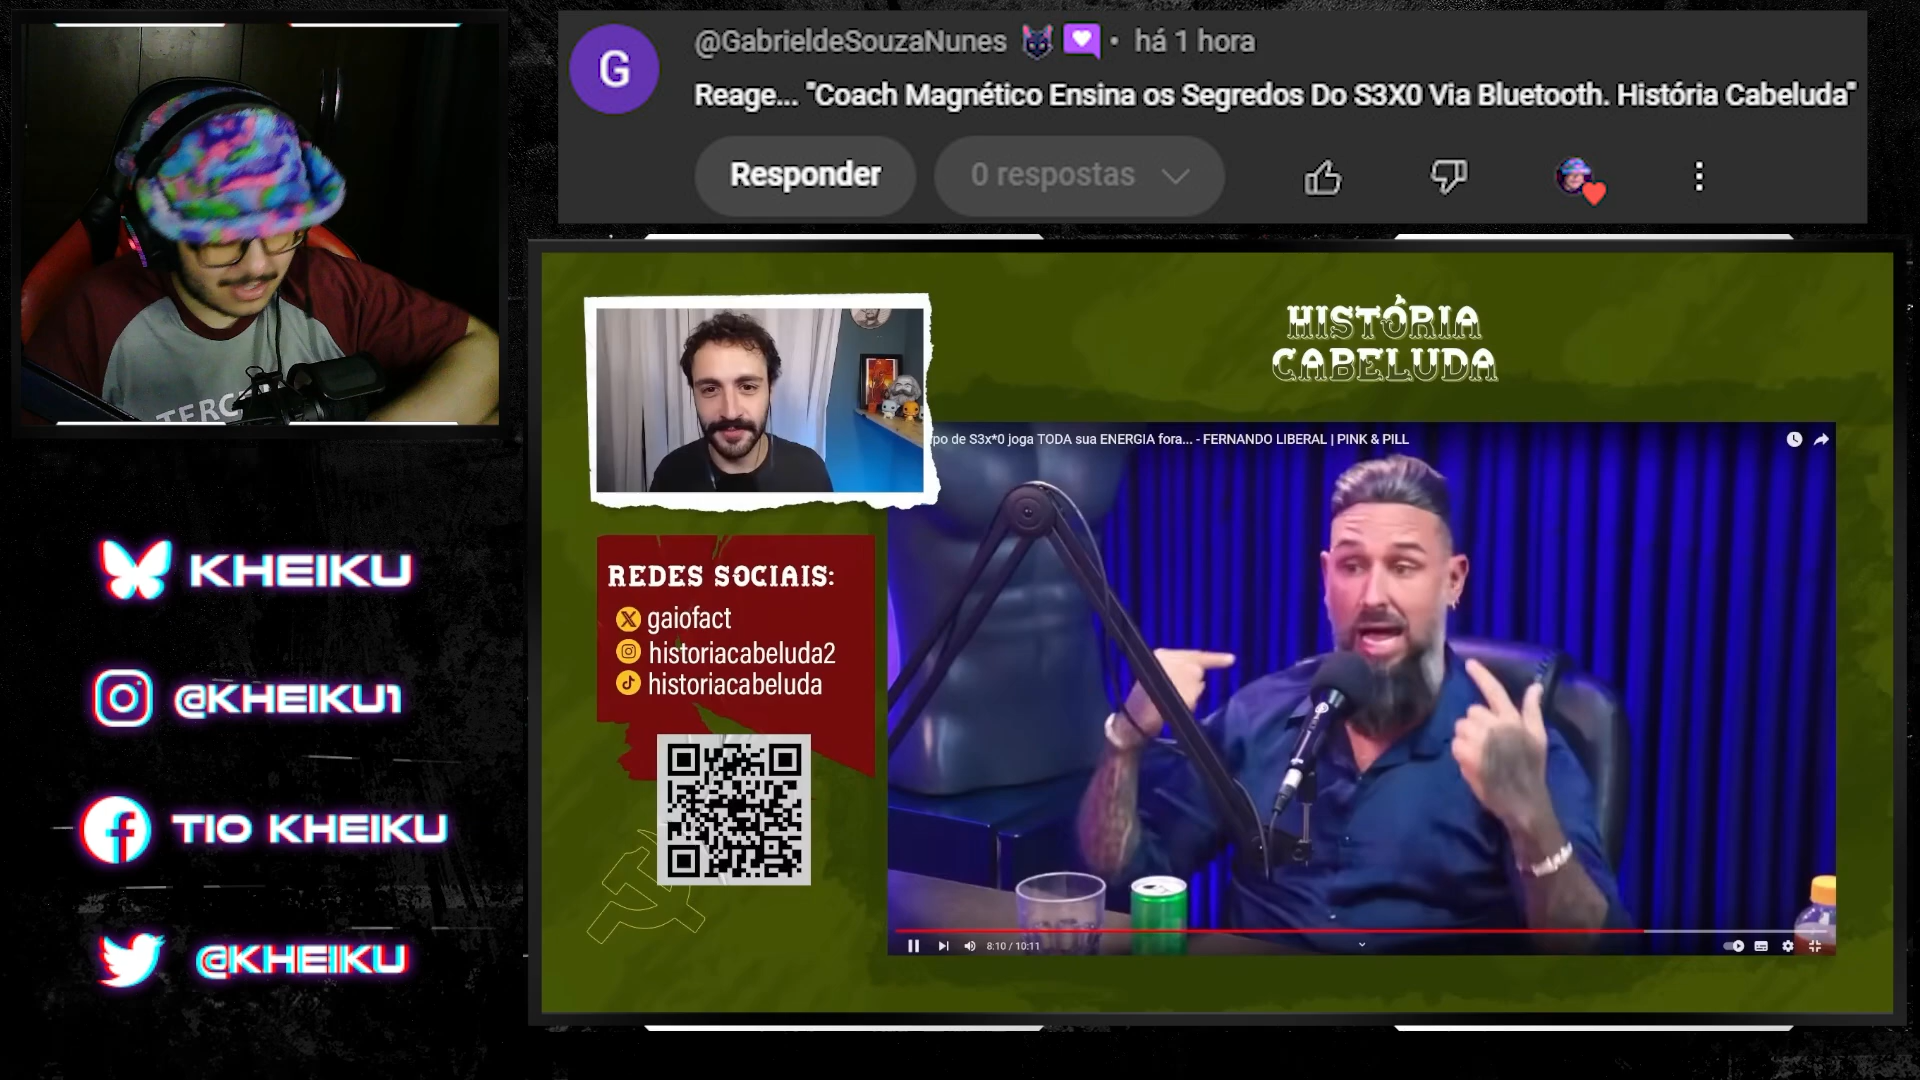 G
@GabrieldeSouzaNunes • há 1 hora
Reage... "Coach Magnético Ensina os Segredos Do S3X0 Via Bluetooth. História Cabeluda"
Responder
0 respostas
TERC
HISTÓRIA
CABELUDA
po de S3x*0 joga TODA sua ENERGIA fora... - FERNANDO LIBERAL | PINK & PILL
REDES SOCIAIS:
gaiofact
historiacabeluda2
historiacabeluda
8:10 / 10:11
KHEIKU
@KHEIKU1
TIO KHEIKU
@KHEIKU